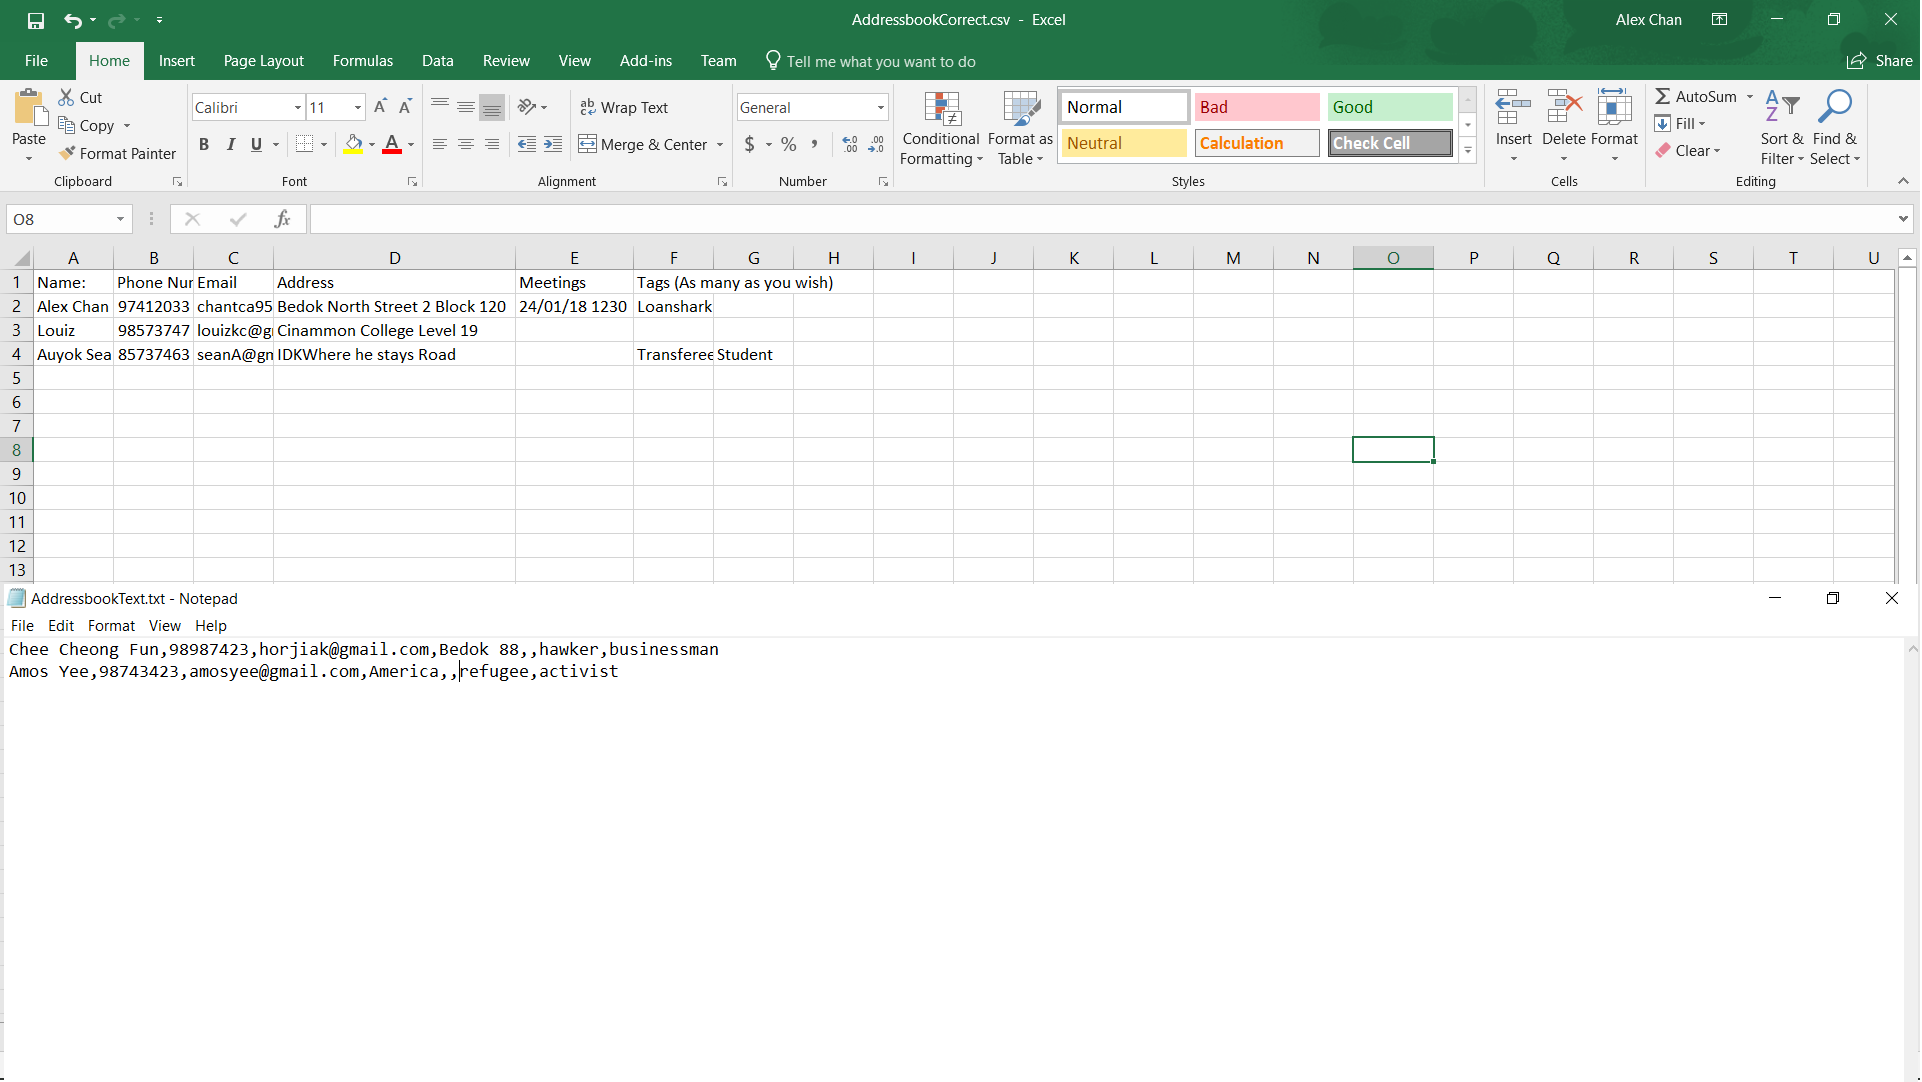 AddressbookCorrect.csv - Excel
Alex Chan
File Home Insert Page Layout Formulas Data Review View Add-ins Team Tell me what you want to do Share
Paste
Cut
Copy
Format Painter
Clipboard
Calibri 11
B I U A
Font
Wrap Text
Merge & Center
Alignment
General
$ % ,
Number
Conditional Formatting
Format as Table
Normal Bad Good
Neutral Calculation Check Cell
Styles
Insert Delete Format
Cells
AutoSum
Fill
Clear
Sort & Filter
Find & Select
Editing
O8 fx
A B C D E F G H I J K L M N O P Q R S T U
1 Name: Phone Nur Email Address Meetings Tags (As many as you wish)
2 Alex Chan 97412033 chantca95 Bedok North Street 2 Block 120 24/01/18 1230 Loanshark
3 Louiz 98573747 louizkc@g Cinammon College Level 19
4 Auyok Sea 85737463 seanA@gn IDKWhere he stays Road Transferee Student
5
6
7
8
9
10
11
12
13
AddressbookText.txt - Notepad
File Edit Format View Help
Chee Cheong Fun,98987423,horjiak@gmail.com,Bedok 88,,hawker,businessman
Amos Yee,98743423,amosyee@gmail.com,America,,refugee,activist